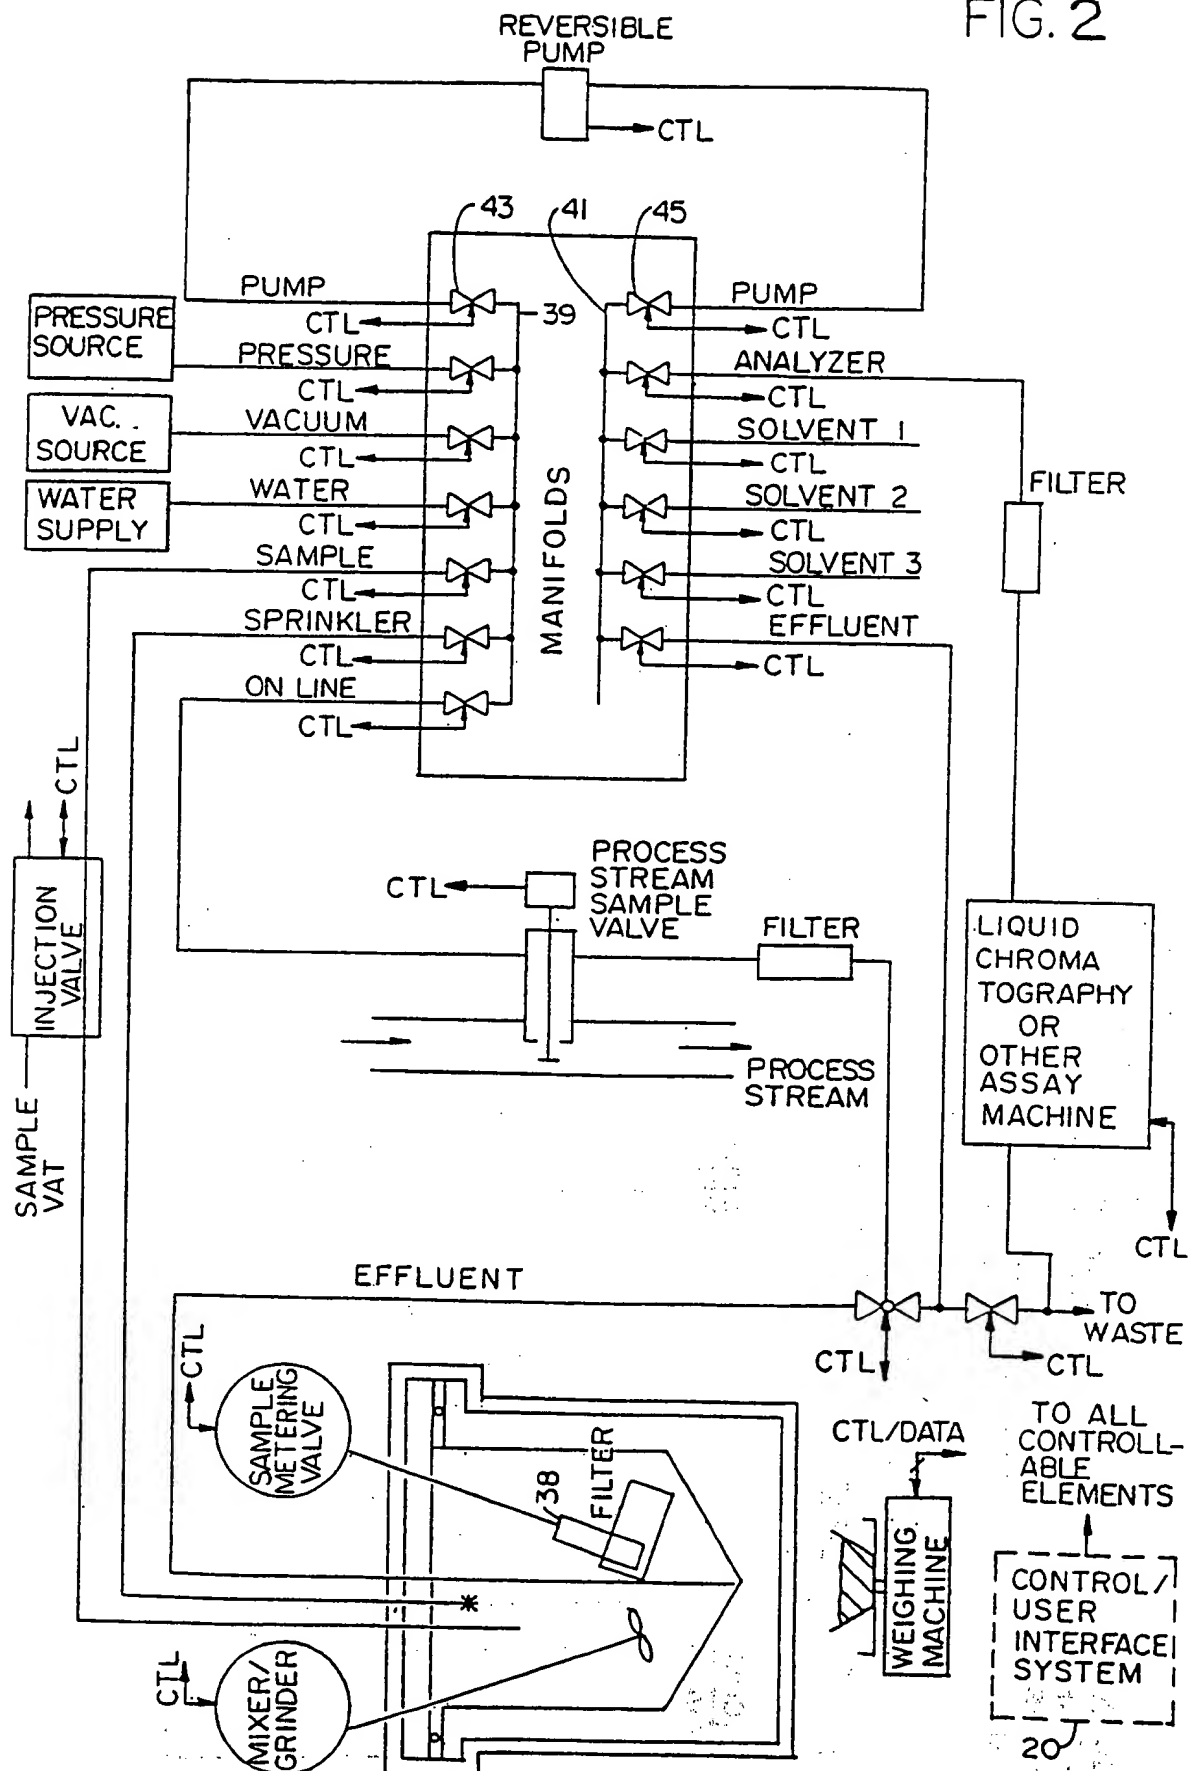 FIG. 2
REVERSIBLE
PUMP
CTL
43
41
45
PUMP
PUMP
CTL
39
CTL
PRESSURE
SOURCE
PRESSURE
ANALYZER
CTL
CTL
VAC.
SOURCE
VACUUM
SOLVENT 1
CTL
CTL
WATER
SUPPLY
WATER
SOLVENT 2
CTL
CTL
FILTER
SAMPLE
SOLVENT 3
CTL
CTL
SPRINKLER
EFFLUENT
CTL
CTL
ON LINE
CTL
MANIFOLDS
CTL
INJECTION
VALVE
SAMPLE
VAT
CTL
PROCESS
STREAM
SAMPLE
VALVE
FILTER
PROCESS
STREAM
LIQUID
CHROMA
TOGRAPHY
OR
OTHER
ASSAY
MACHINE
CTL
EFFLUENT
TO
WASTE
CTL
CTL
CTL
SAMPLE
METERING
VALVE
38
FILTER
CTL/DATA
WEIGHING
MACHINE
TO ALL
CONTROLL-
ABLE
ELEMENTS
CONTROL/
USER
INTERFACE
SYSTEM
20
CTL
MIXER/
GRINDER